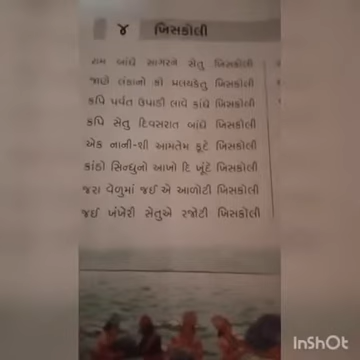 ૪ ખિસકોલી
રામ બાંધે સાગરને સેતુ ખિસકોલી
જાણે લંકાનો કો પ્રલયકેતુ ખિસકોલી
કપિ પર્વત ઉપાડી લાવે કાંધે ખિસકોલી
કપિ સેતુ દિવસરાત બાંધે ખિસકોલી
એક નાની-શી આમતેમ કૂદે ખિસકોલી
કાંઠો સિન્ધુનો આખો દિ ખૂંદે ખિસકોલી
જરા વેળુમાં જઈ એ આળોટી ખિસકોલી
જઈ ખંખેરી સેતુએ રજોટી ખિસકોલી
InShOt